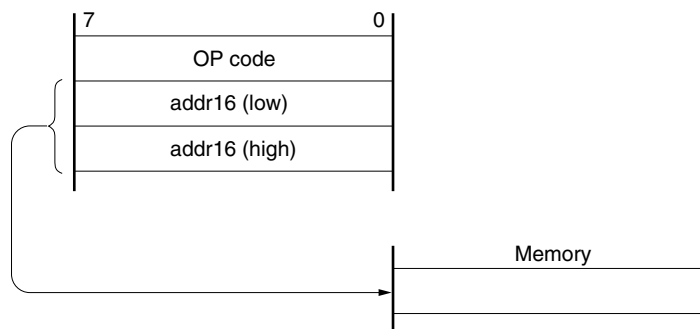 7 0
OP code
addr16 (low)
addr16 (high)
Memory